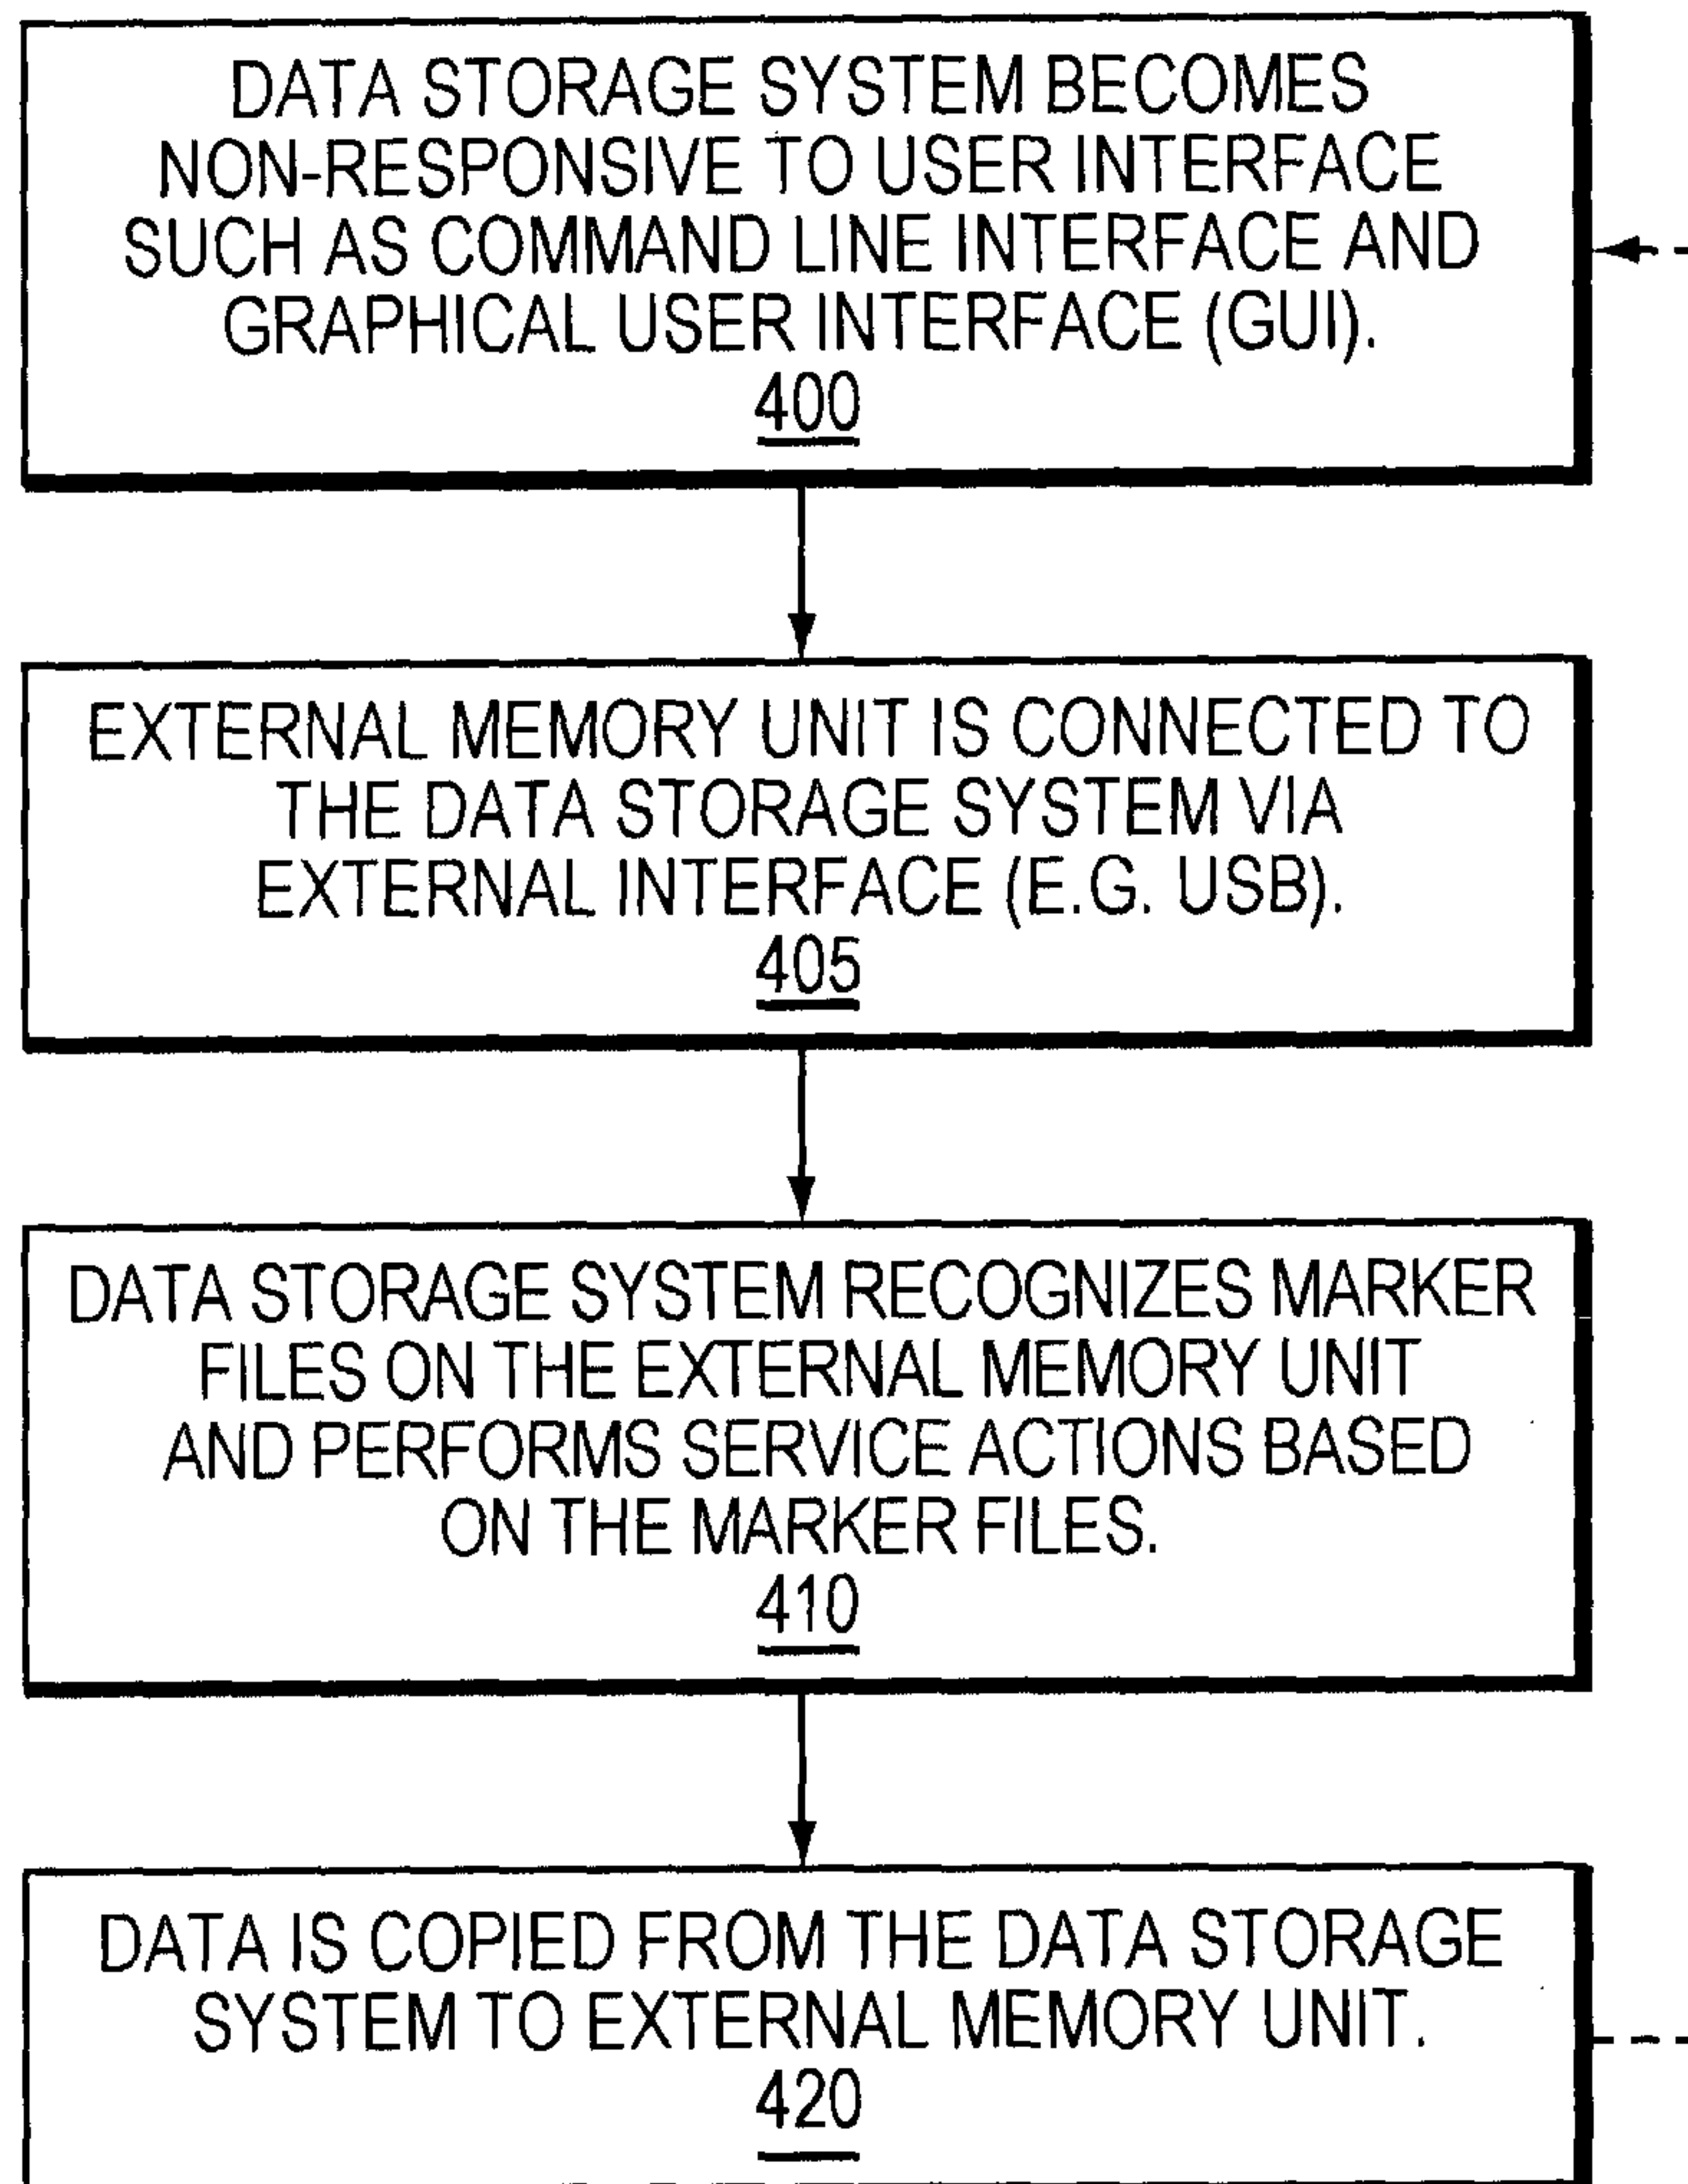 DATA STORAGE SYSTEM BECOMES
NON-RESPONSIVE TO USER INTERFACE
SUCH AS COMMAND LINE INTERFACE AND
GRAPHICAL USER INTERFACE (GUI).
400
EXTERNAL MEMORY UNIT IS CONNECTED TO
THE DATA STORAGE SYSTEM VIA
EXTERNAL INTERFACE (E.G. USB).
405
DATA STORAGE SYSTEM RECOGNIZES MARKER
FILES ON THE EXTERNAL MEMORY UNIT
AND PERFORMS SERVICE ACTIONS BASED
ON THE MARKER FILES.
410
DATA IS COPIED FROM THE DATA STORAGE
SYSTEM TO EXTERNAL MEMORY UNIT.
420